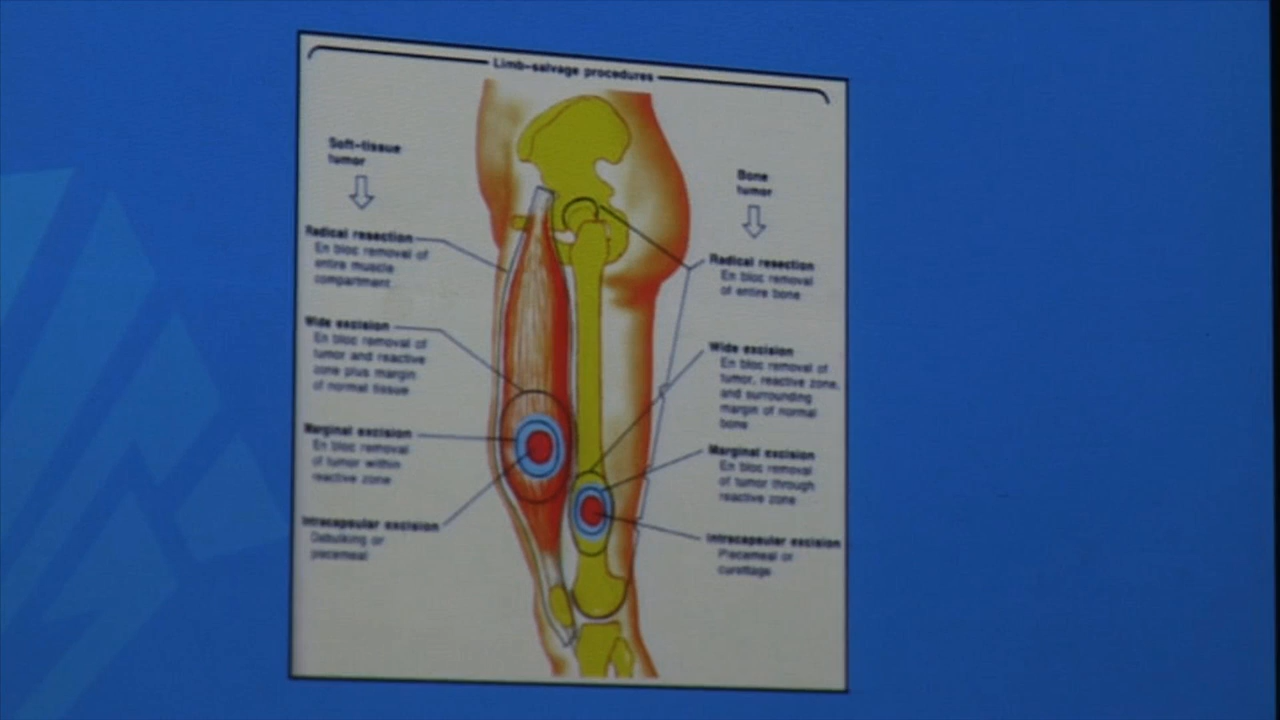 Limb-salvage procedures
Soft-tissue
tumor
Radical resection
En bloc removal of
entire muscle
compartment
Wide excision
En bloc removal of
tumor and reactive
zone plus margin
of normal tissue
Marginal excision
En bloc removal
of tumor within
reactive zone
Intracapsular excision
Debulking or
piecemeal
Bone
tumor
Radical resection
En bloc removal
of entire bone
Wide excision
En bloc removal of
tumor, reactive zone,
and surrounding
margin of normal
bone
Marginal excision
En bloc removal
of tumor through
reactive zone
Intracapsular excision
Piecemeal or
curettage